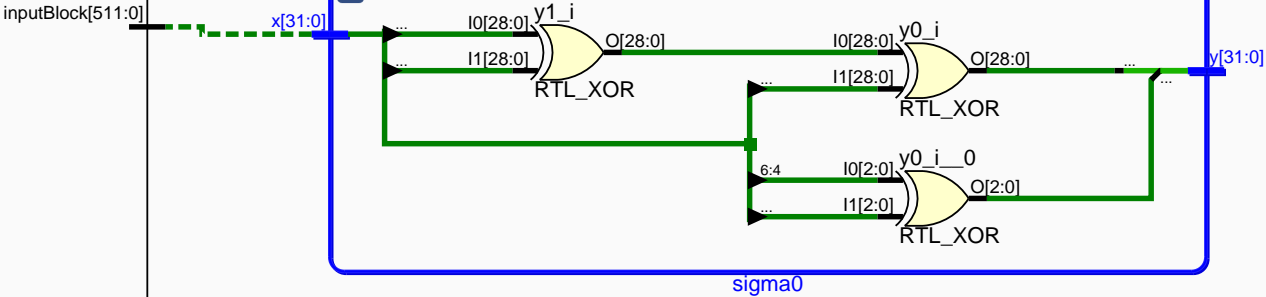 inputBlock[511:0]
x[31:0]
...
I0[28:0]
y1_i
O[28:0]
...
I1[28:0]
RTL_XOR
I0[28:0]
y0_i
O[28:0]
...
...
y[31:0]
...
I1[28:0]
RTL_XOR
6:4
I0[2:0]
y0_i__0
O[2:0]
...
I1[2:0]
RTL_XOR
sigma0